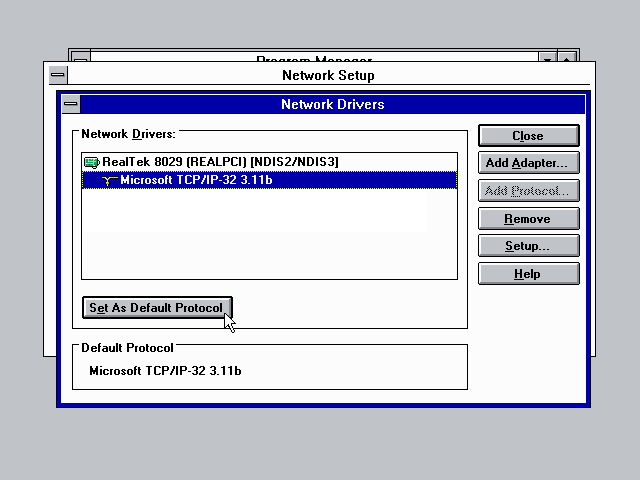 Program Manager
Network Setup
Network Drivers
Network Drivers:
RealTek 8029 (REALPCI) [NDIS2/NDIS3]
Microsoft TCP/IP-32 3.11b
Set As Default Protocol
Default Protocol
Microsoft TCP/IP-32 3.11b
Close
Add Adapter...
Add Protocol...
Remove
Setup...
Help